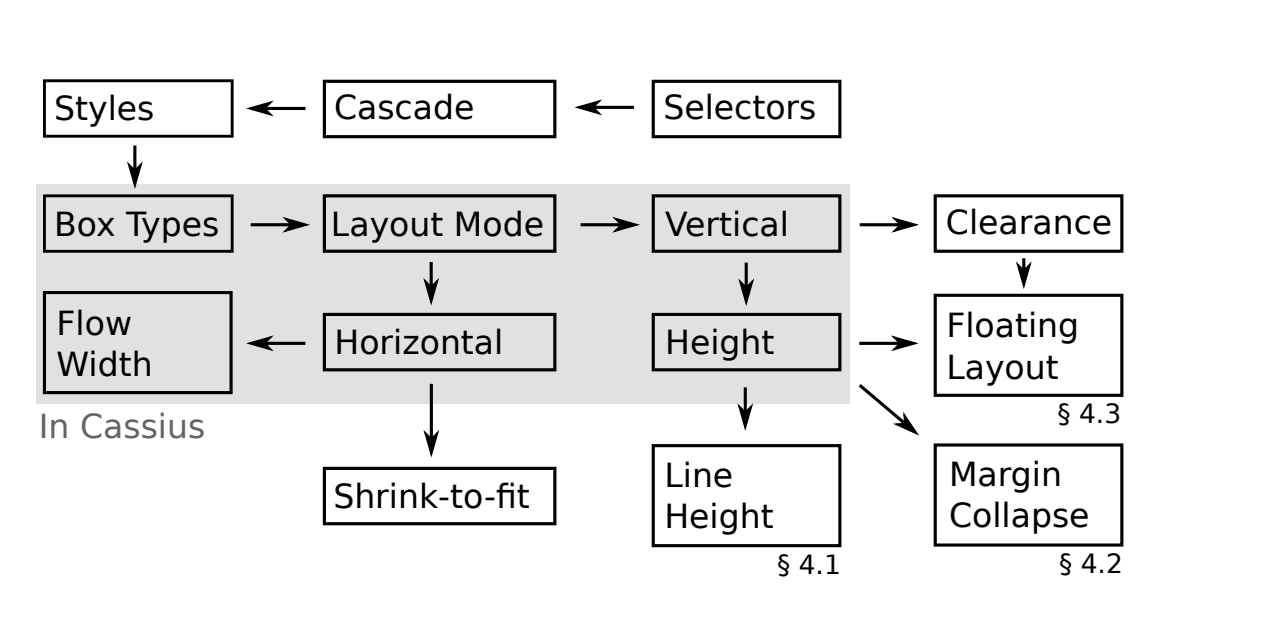 Styles
Cascade
Selectors
Box Types
Layout Mode
Vertical
Clearance
Flow
Width
Horizontal
Height
Floating
Layout
§ 4.3
In Cassius
Shrink-to-fit
Line
Height
§ 4.1
Margin
Collapse
§ 4.2